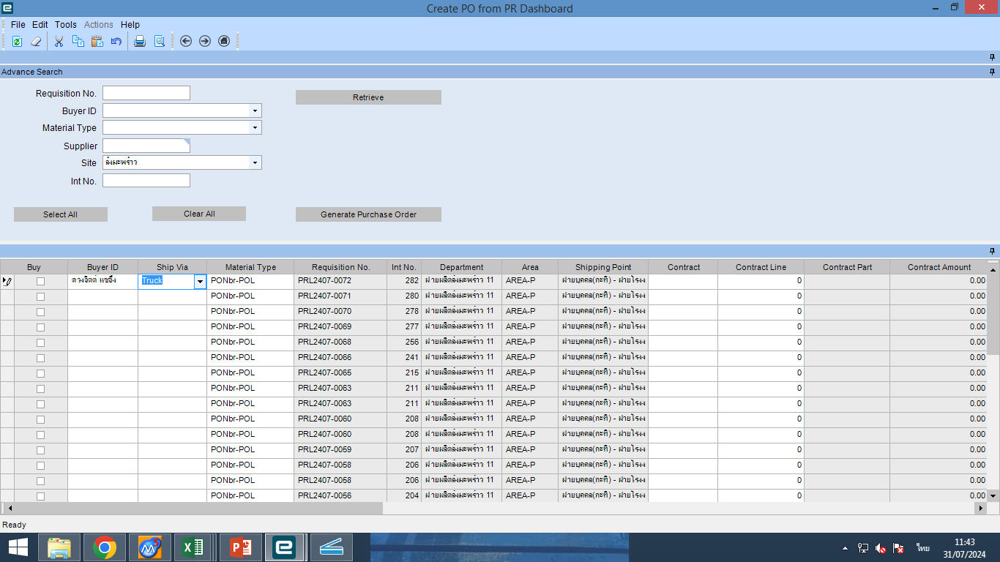 Create PO from PR Dashboard
File Edit Tools Actions Help
Advance Search
Requisition No.
Retrieve
Buyer ID
Material Type
Supplier
Site ล้งมะพร้าว
Int No.
Select All Clear All Generate Purchase Order
Buy Buyer ID Ship Via Material Type Requisition No. Int No. Department Area Shipping Point Contract Contract Line Contract Part Contract Amount
ดวงจิตต์ แซ่อึ้ง Truck PONbr-POL PRL2407-0072 282 ฝ่ายผลิตล้งมะพร้าว 11 AREA-P ฝ่ายบุคคล(กะทิ) - ฝ่ายโรงง 0 0.00
PONbr-POL PRL2407-0071 280 ฝ่ายผลิตล้งมะพร้าว 11 AREA-P ฝ่ายบุคคล(กะทิ) - ฝ่ายโรงง 0 0.00
PONbr-POL PRL2407-0070 278 ฝ่ายผลิตล้งมะพร้าว 11 AREA-P ฝ่ายบุคคล(กะทิ) - ฝ่ายโรงง 0 0.00
PONbr-POL PRL2407-0069 277 ฝ่ายผลิตล้งมะพร้าว 11 AREA-P ฝ่ายบุคคล(กะทิ) - ฝ่ายโรงง 0 0.00
PONbr-POL PRL2407-0068 256 ฝ่ายผลิตล้งมะพร้าว 11 AREA-P ฝ่ายบุคคล(กะทิ) - ฝ่ายโรงง 0 0.00
PONbr-POL PRL2407-0066 241 ฝ่ายผลิตล้งมะพร้าว 11 AREA-P ฝ่ายบุคคล(กะทิ) - ฝ่ายโรงง 0 0.00
PONbr-POL PRL2407-0065 215 ฝ่ายผลิตล้งมะพร้าว 11 AREA-P ฝ่ายบุคคล(กะทิ) - ฝ่ายโรงง 0 0.00
PONbr-POL PRL2407-0063 211 ฝ่ายผลิตล้งมะพร้าว 11 AREA-P ฝ่ายบุคคล(กะทิ) - ฝ่ายโรงง 0 0.00
PONbr-POL PRL2407-0063 211 ฝ่ายผลิตล้งมะพร้าว 11 AREA-P ฝ่ายบุคคล(กะทิ) - ฝ่ายโรงง 0 0.00
PONbr-POL PRL2407-0060 208 ฝ่ายผลิตล้งมะพร้าว 11 AREA-P ฝ่ายบุคคล(กะทิ) - ฝ่ายโรงง 0 0.00
PONbr-POL PRL2407-0060 208 ฝ่ายผลิตล้งมะพร้าว 11 AREA-P ฝ่ายบุคคล(กะทิ) - ฝ่ายโรงง 0 0.00
PONbr-POL PRL2407-0059 207 ฝ่ายผลิตล้งมะพร้าว 11 AREA-P ฝ่ายบุคคล(กะทิ) - ฝ่ายโรงง 0 0.00
PONbr-POL PRL2407-0058 206 ฝ่ายผลิตล้งมะพร้าว 11 AREA-P ฝ่ายบุคคล(กะทิ) - ฝ่ายโรงง 0 0.00
PONbr-POL PRL2407-0058 206 ฝ่ายผลิตล้งมะพร้าว 11 AREA-P ฝ่ายบุคคล(กะทิ) - ฝ่ายโรงง 0 0.00
PONbr-POL PRL2407-0056 204 ฝ่ายผลิตล้งมะพร้าว 11 AREA-P ฝ่ายบุคคล(กะทิ) - ฝ่ายโรงง 0 0.00
Ready
ไทย 11:43
31/07/2024